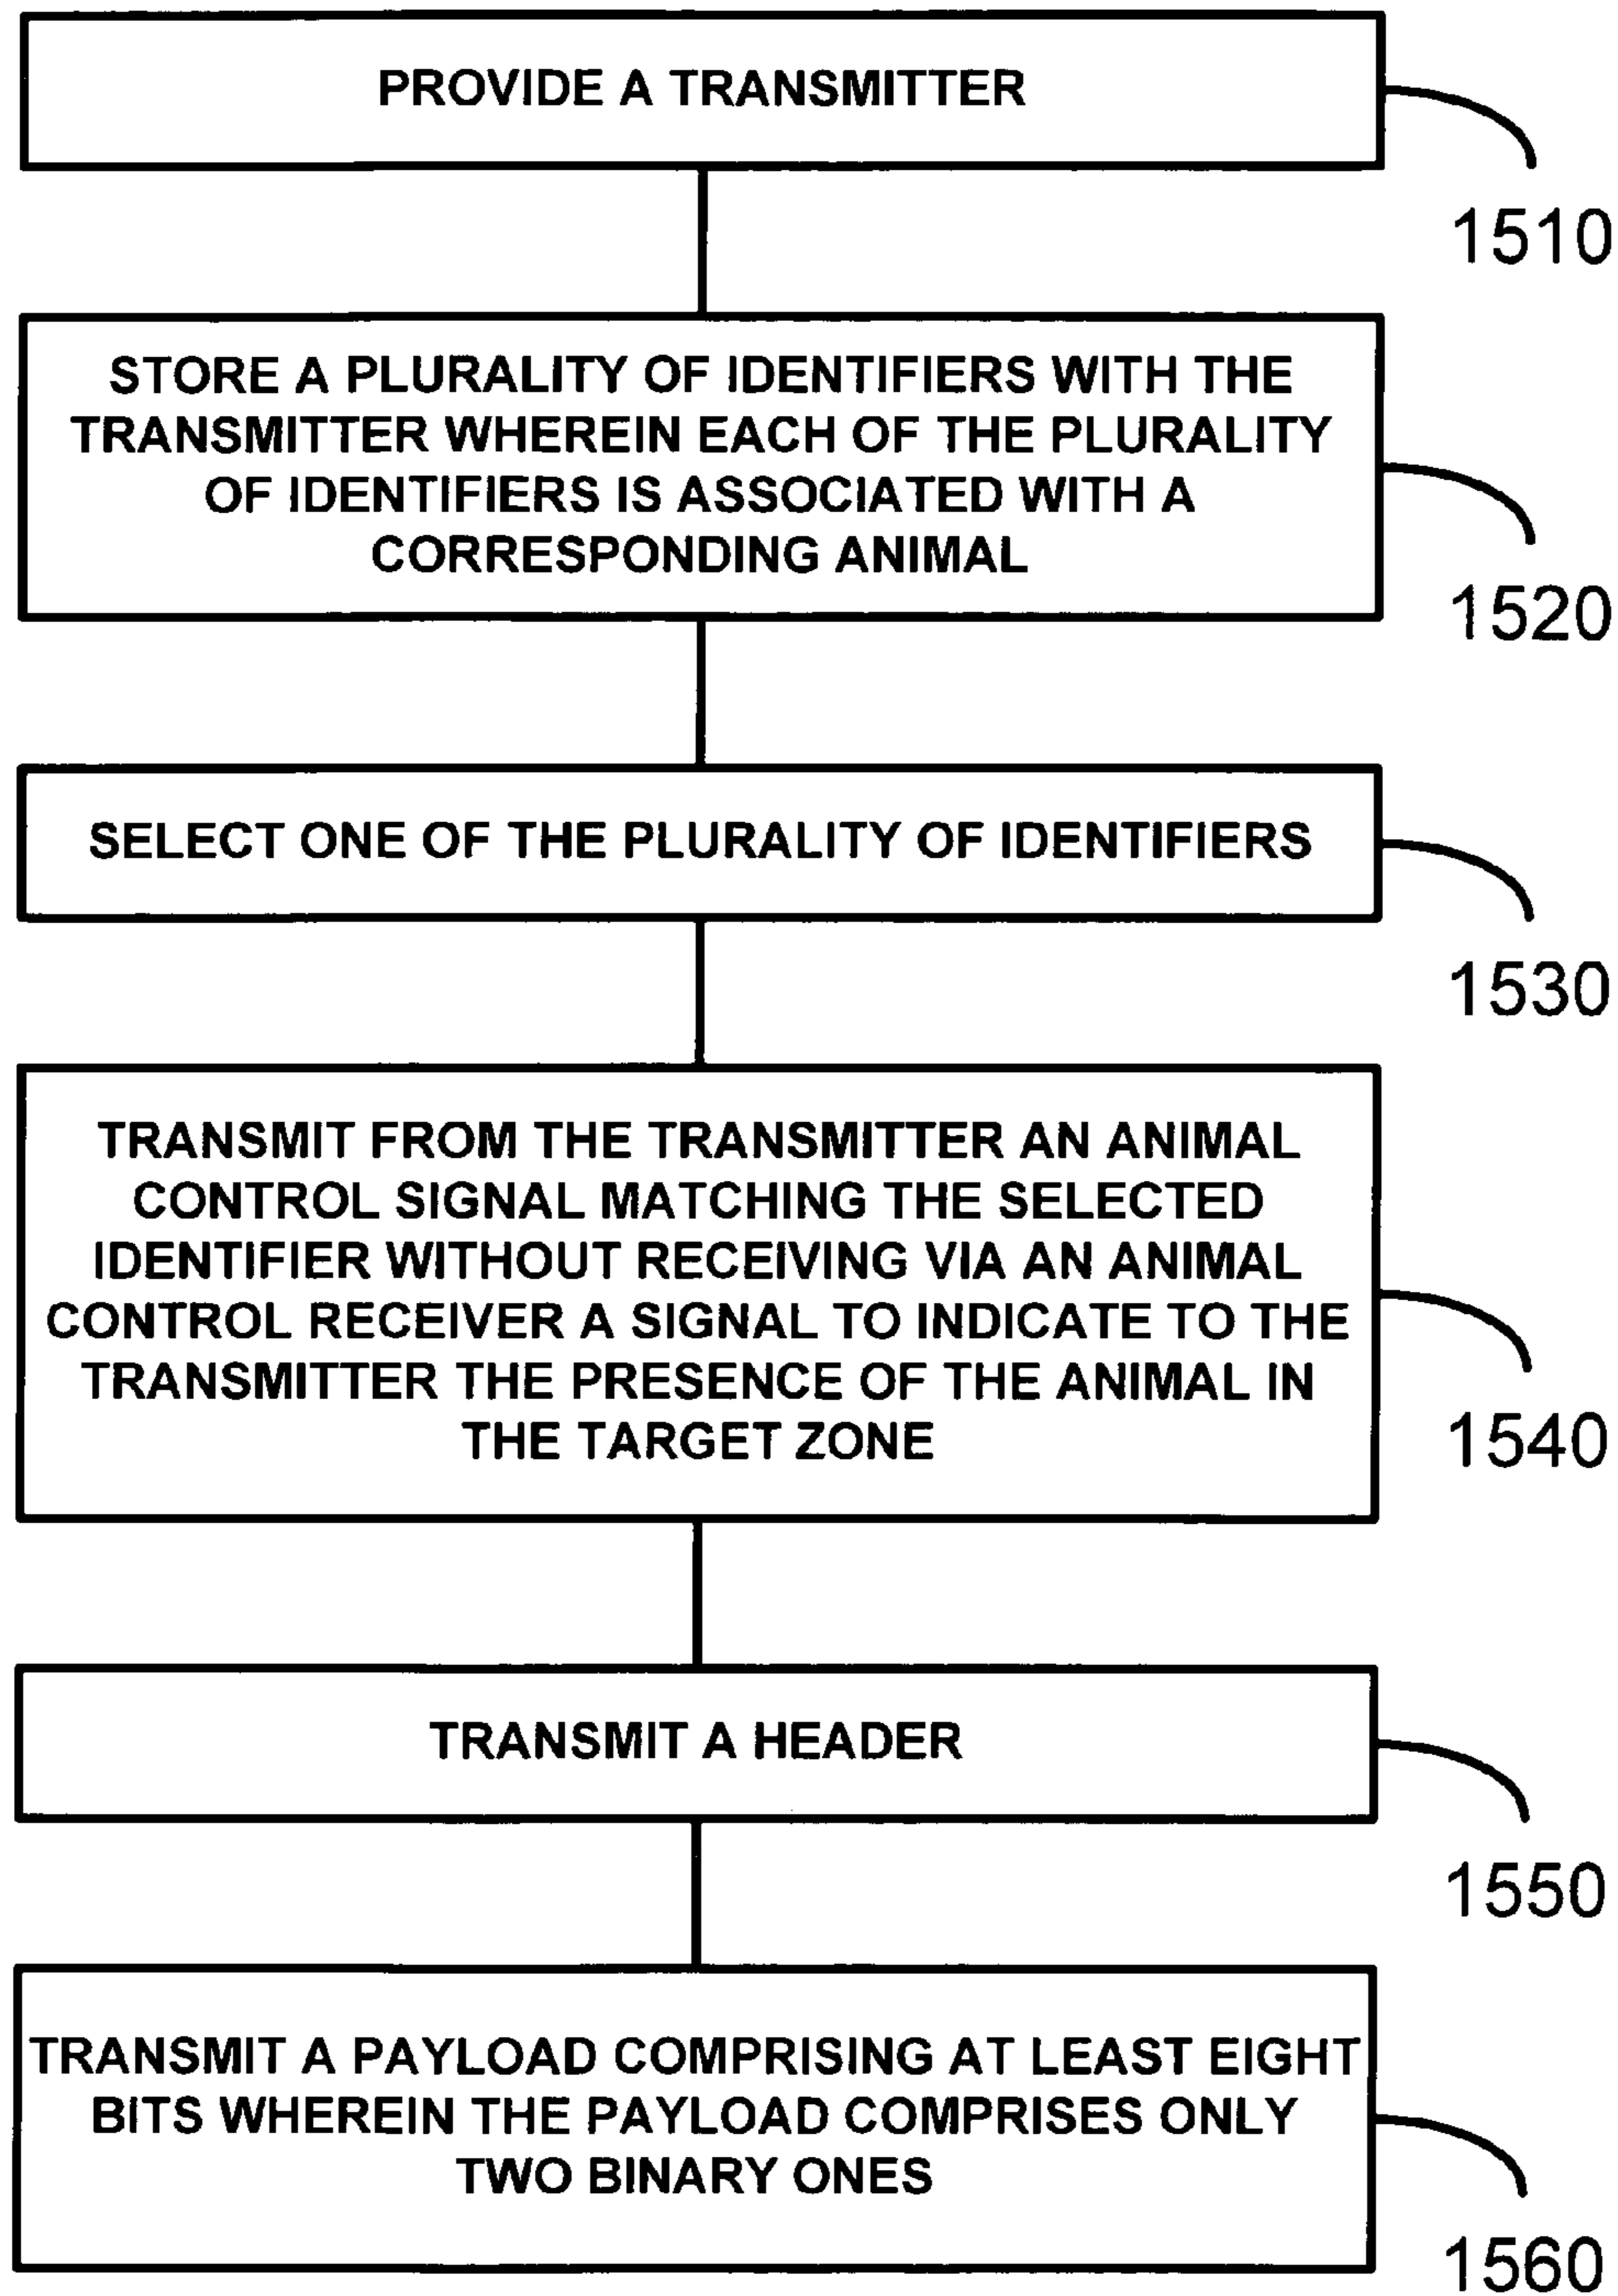 PROVIDE A TRANSMITTER
1510
STORE A PLURALITY OF IDENTIFIERS WITH THE
TRANSMITTER WHEREIN EACH OF THE PLURALITY
OF IDENTIFIERS IS ASSOCIATED WITH A
CORRESPONDING ANIMAL
1520
SELECT ONE OF THE PLURALITY OF IDENTIFIERS
1530
TRANSMIT FROM THE TRANSMITTER AN ANIMAL
CONTROL SIGNAL MATCHING THE SELECTED
IDENTIFIER WITHOUT RECEIVING VIA AN ANIMAL
CONTROL RECEIVER A SIGNAL TO INDICATE TO THE
TRANSMITTER THE PRESENCE OF THE ANIMAL IN
THE TARGET ZONE
1540
TRANSMIT A HEADER
1550
TRANSMIT A PAYLOAD COMPRISING AT LEAST EIGHT
BITS WHEREIN THE PAYLOAD COMPRISES ONLY
TWO BINARY ONES
1560